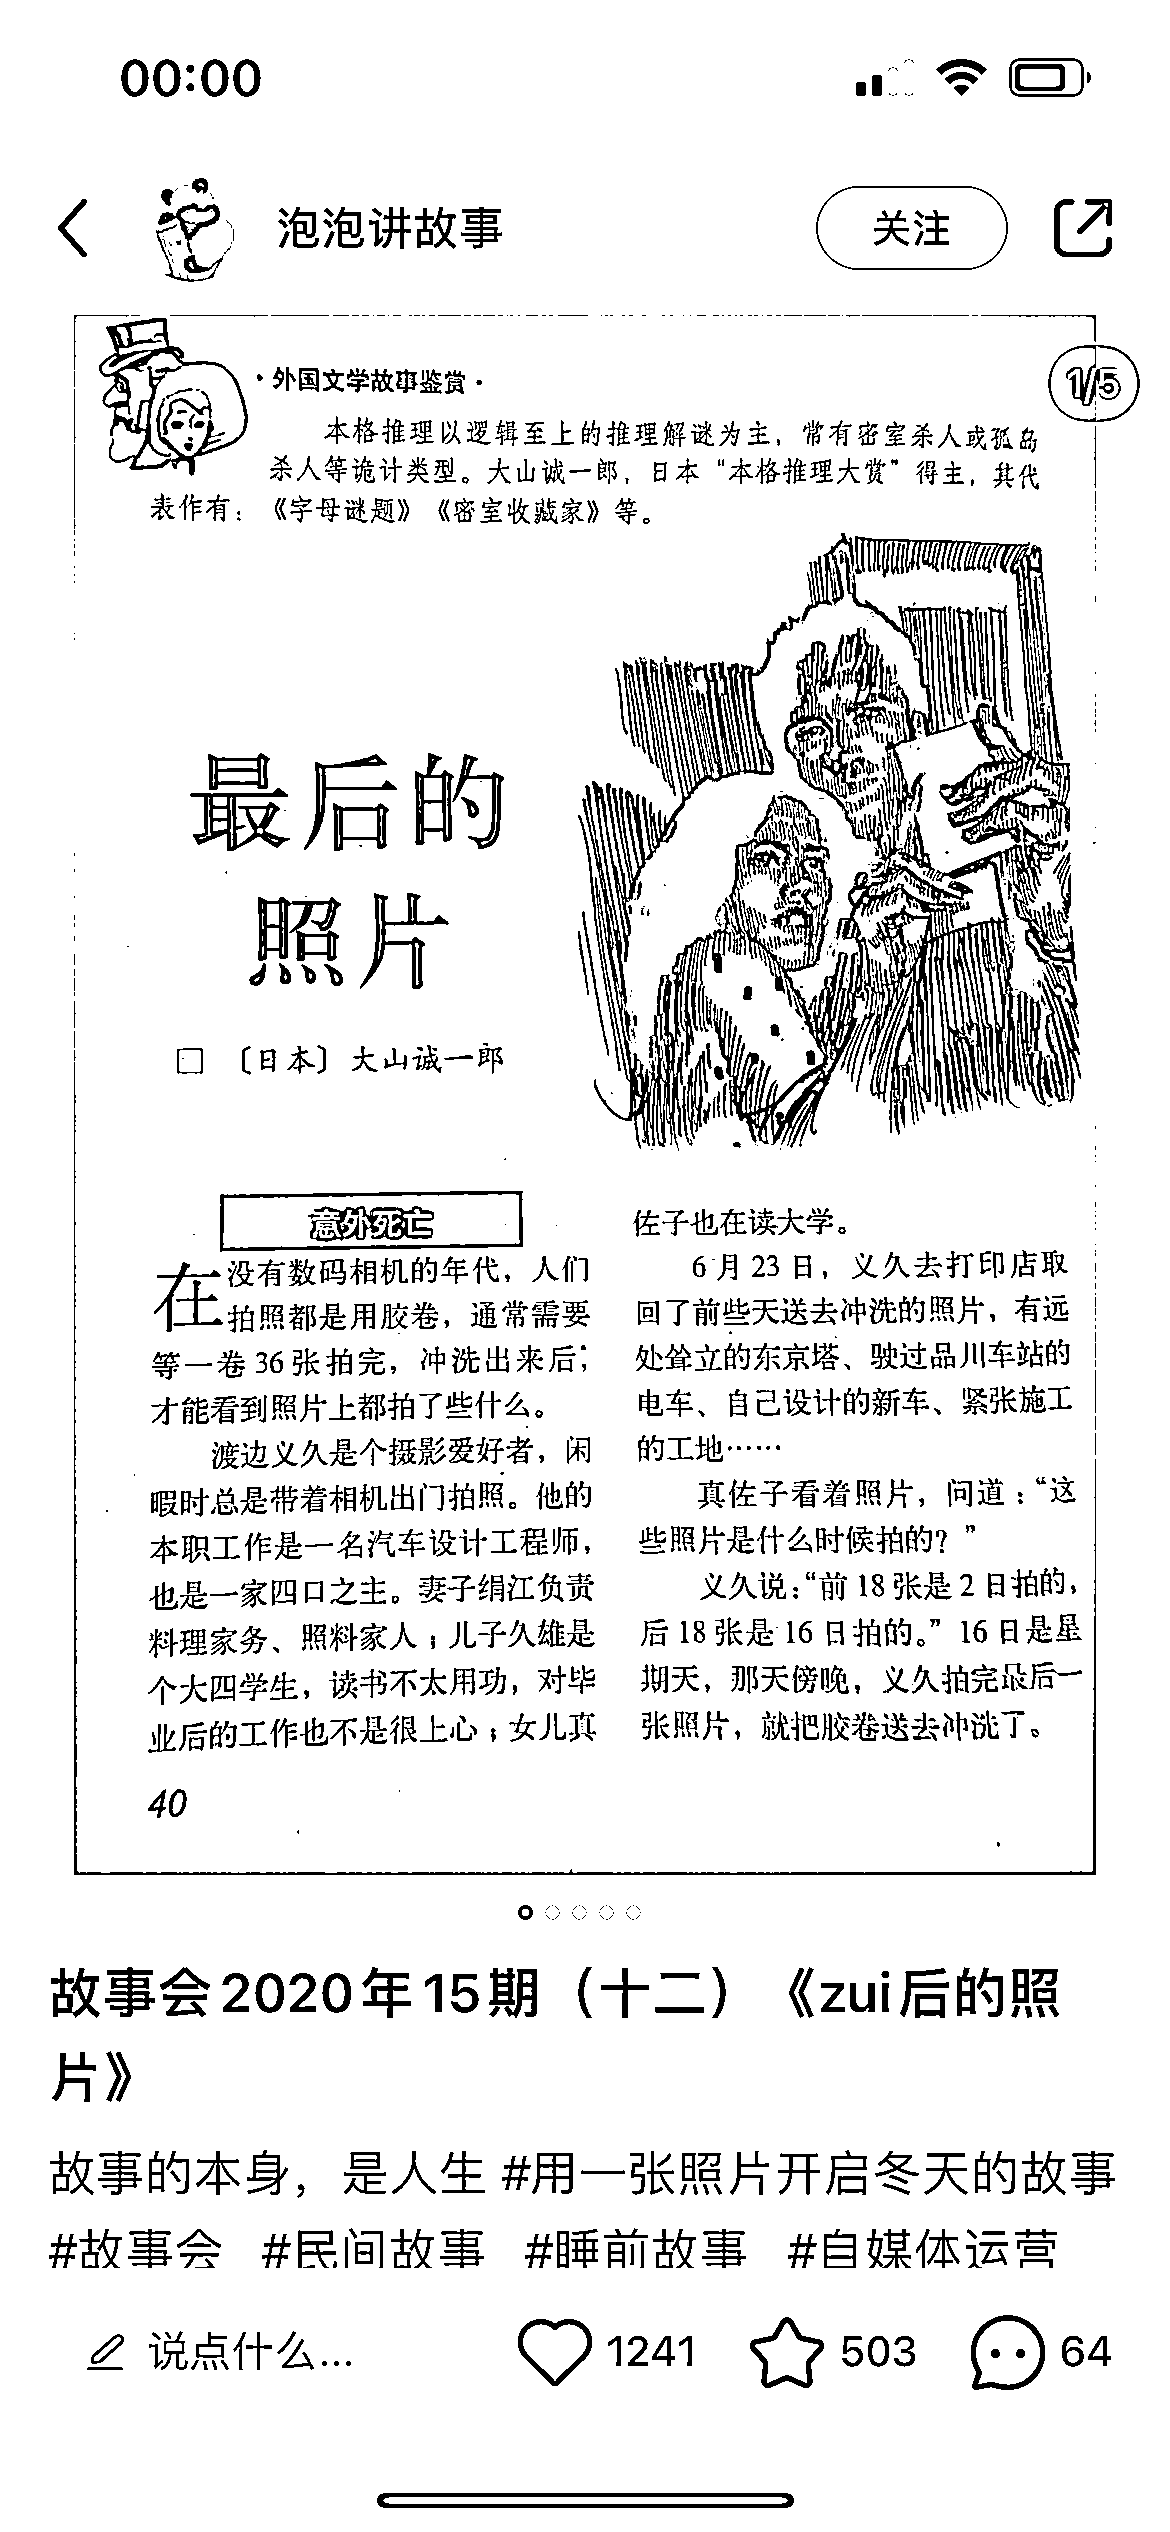 00:00
泡泡讲故事
关注
1/5
·外国文学故事鉴赏·
本格推理以逻辑至上的推理解谜为主，常有密室杀人或孤岛
杀人等诡计类型。大山诚一郎，日本“本格推理大赏”得主，其代
表作有：《字母谜题》《密室收藏家》等。
最后的
照片
□〔日本〕大山诚一郎
意外死亡
在没有数码相机的年代，人们
拍照都是用胶卷，通常需要
等一卷36张拍完，冲洗出来后，
才能看到照片上都拍了些什么。
渡边义久是个摄影爱好者，闲
暇时总是带着相机出门拍照。他的
本职工作是一名汽车设计工程师，
也是一家四口之主。妻子绢江负责
料理家务、照料家人；儿子久雄是
个大四学生，读书不太用功，对毕
业后的工作也不是很上心；女儿真
佐子也在读大学。
6月23日，义久去打印店取
回了前些天送去冲洗的照片，有远
处耸立的东京塔、驶过品川车站的
电车、自己设计的新车、紧张施工
的工地……
真佐子看着照片，问道：“这
些照片是什么时候拍的？”
义久说：“前18张是2日拍的，
后18张是16日拍的。”16日是星
期天，那天傍晚，义久拍完最后一
张照片，就把胶卷送去冲洗了。
40
故事会2020年15期（十二）《zui后的照
片》
故事的本身，是人生 #用一张照片开启冬天的故事
#故事会 #民间故事 #睡前故事 #自媒体运营
说点什么...
1241
503
64